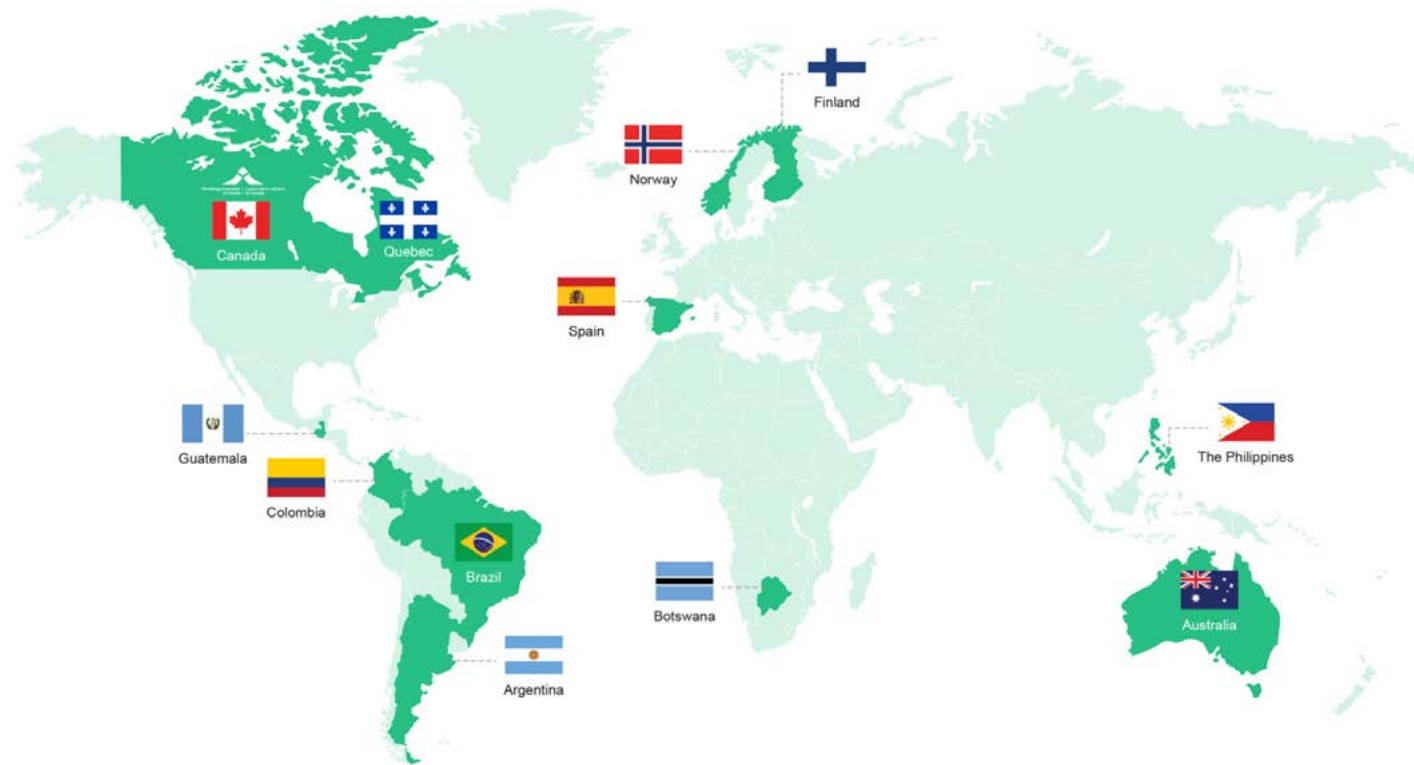 Finland
Norway
Canada
Quebec
Spain
Guatemala
The Philippines
Colombia
Brazil
Botswana
Australia
Argentina